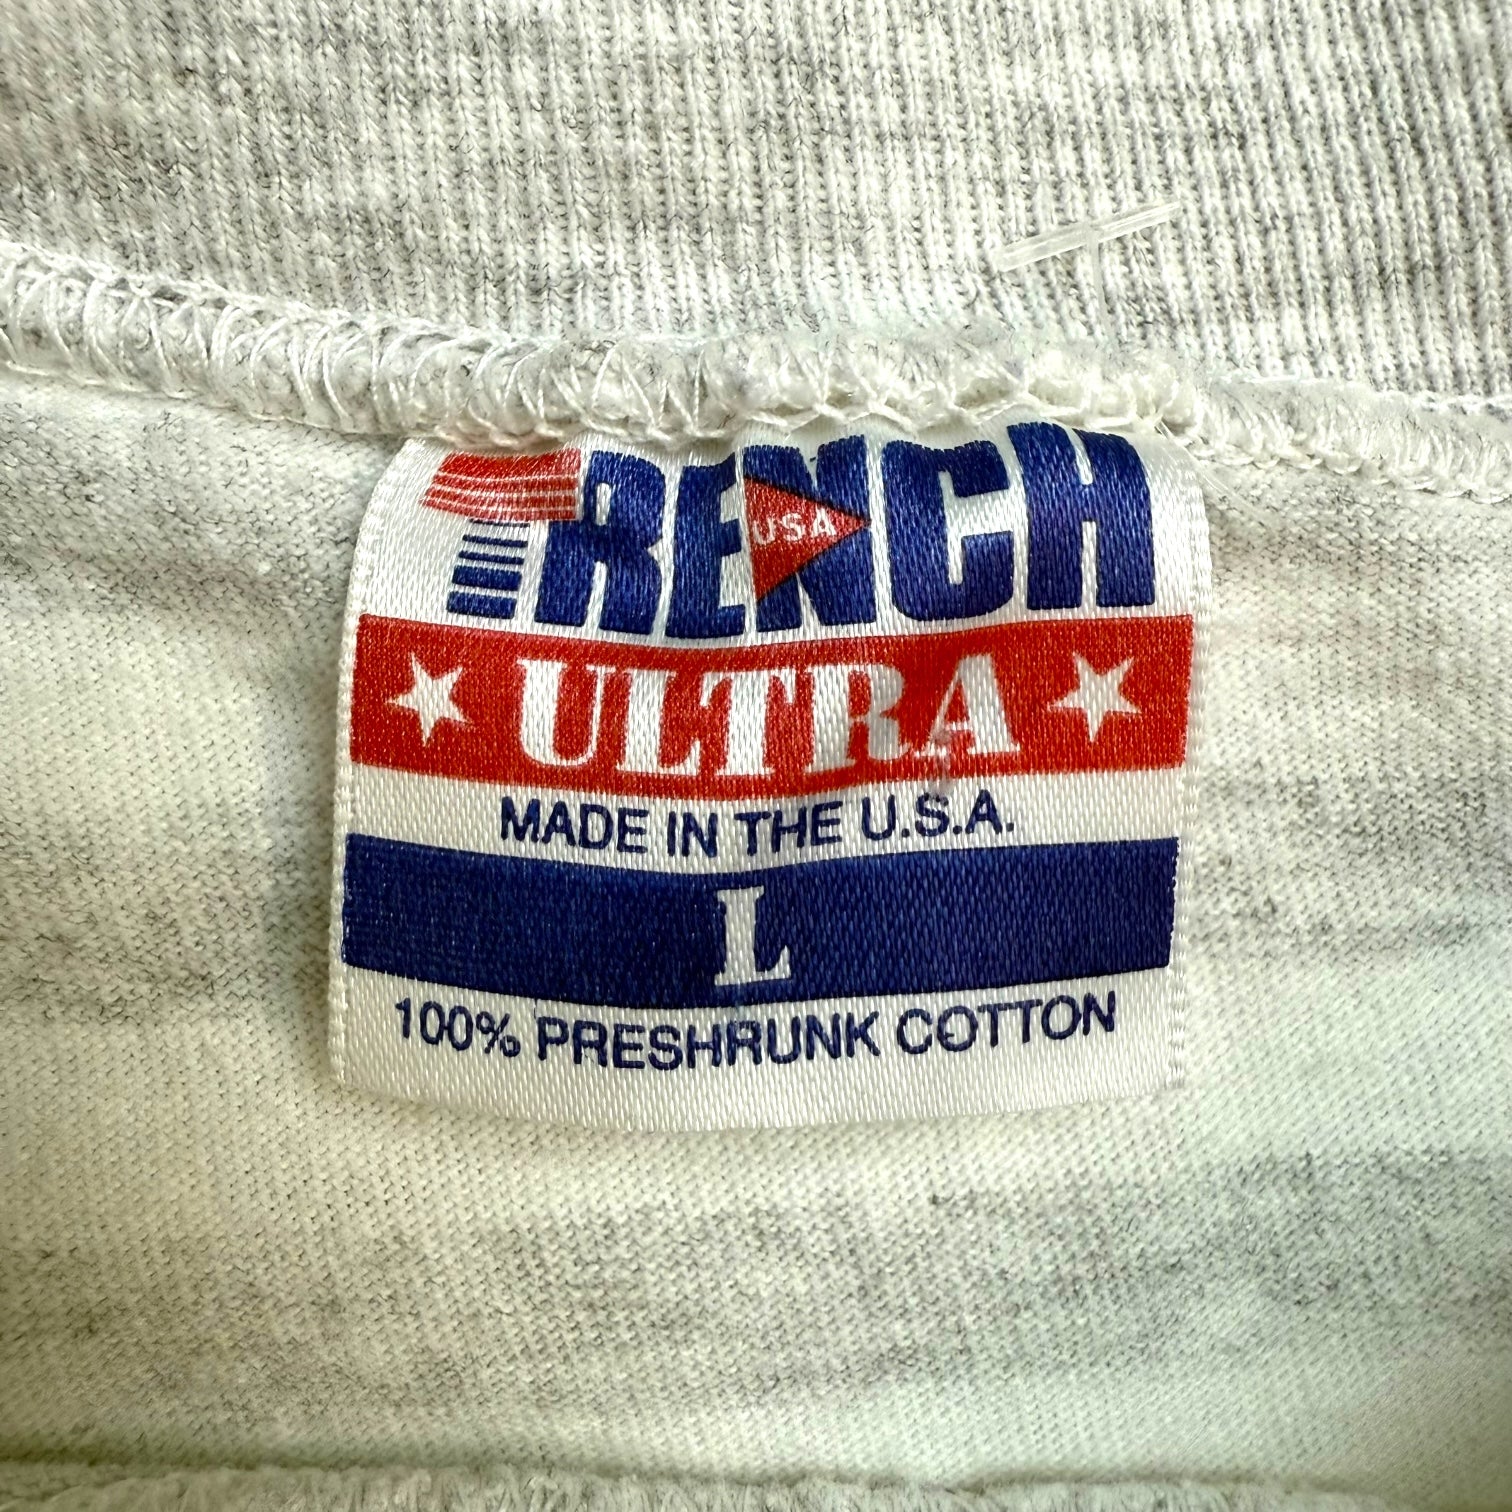 TRENCH
USA
ULTRA
MADE IN THE U.S.A.
L
100% PRESHRUNK COTTON